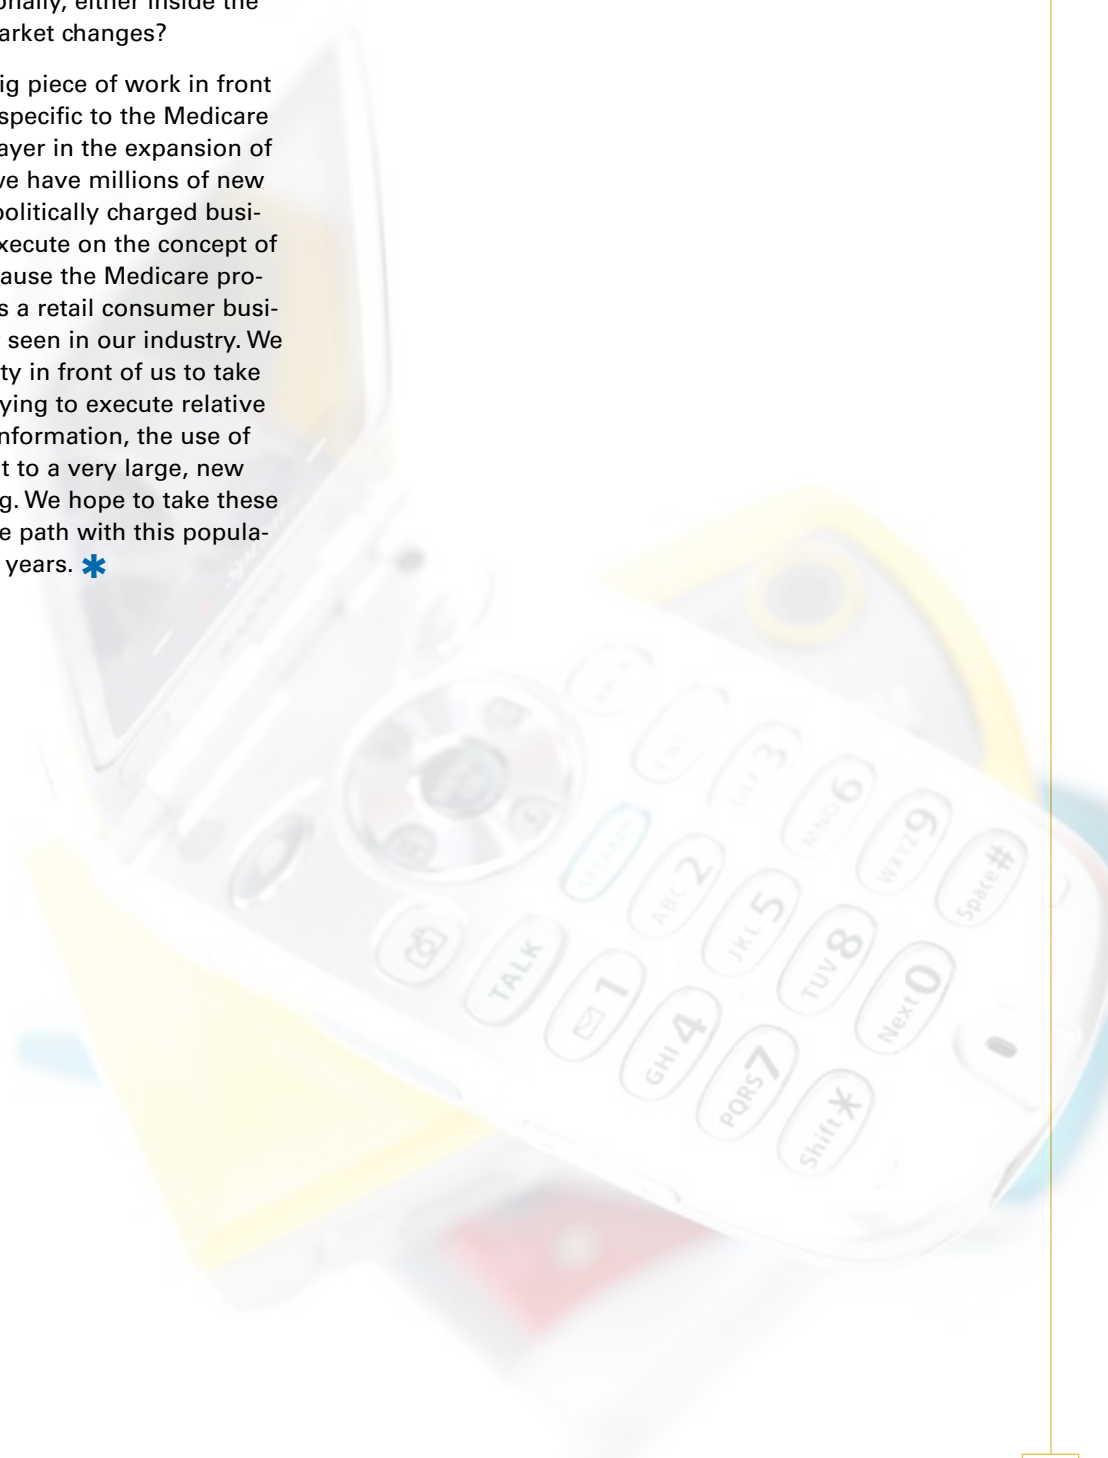 onally, either inside the
arket changes?
ig piece of work in front
specific to the Medicare
ayer in the expansion of
ve have millions of new
politically charged busi-
xecute on the concept of
ause the Medicare pro-
s a retail consumer busi-
seen in our industry. We
ty in front of us to take
ying to execute relative
nformation, the use of
t to a very large, new
g. We hope to take these
e path with this popula-
years. *
DEF 3
MNO 6
WXYZ 9
Space #
ABC 2
JKL 5
TUV 8
Next 0
TALK
1
GHI 4
PQRS 7
Shift *